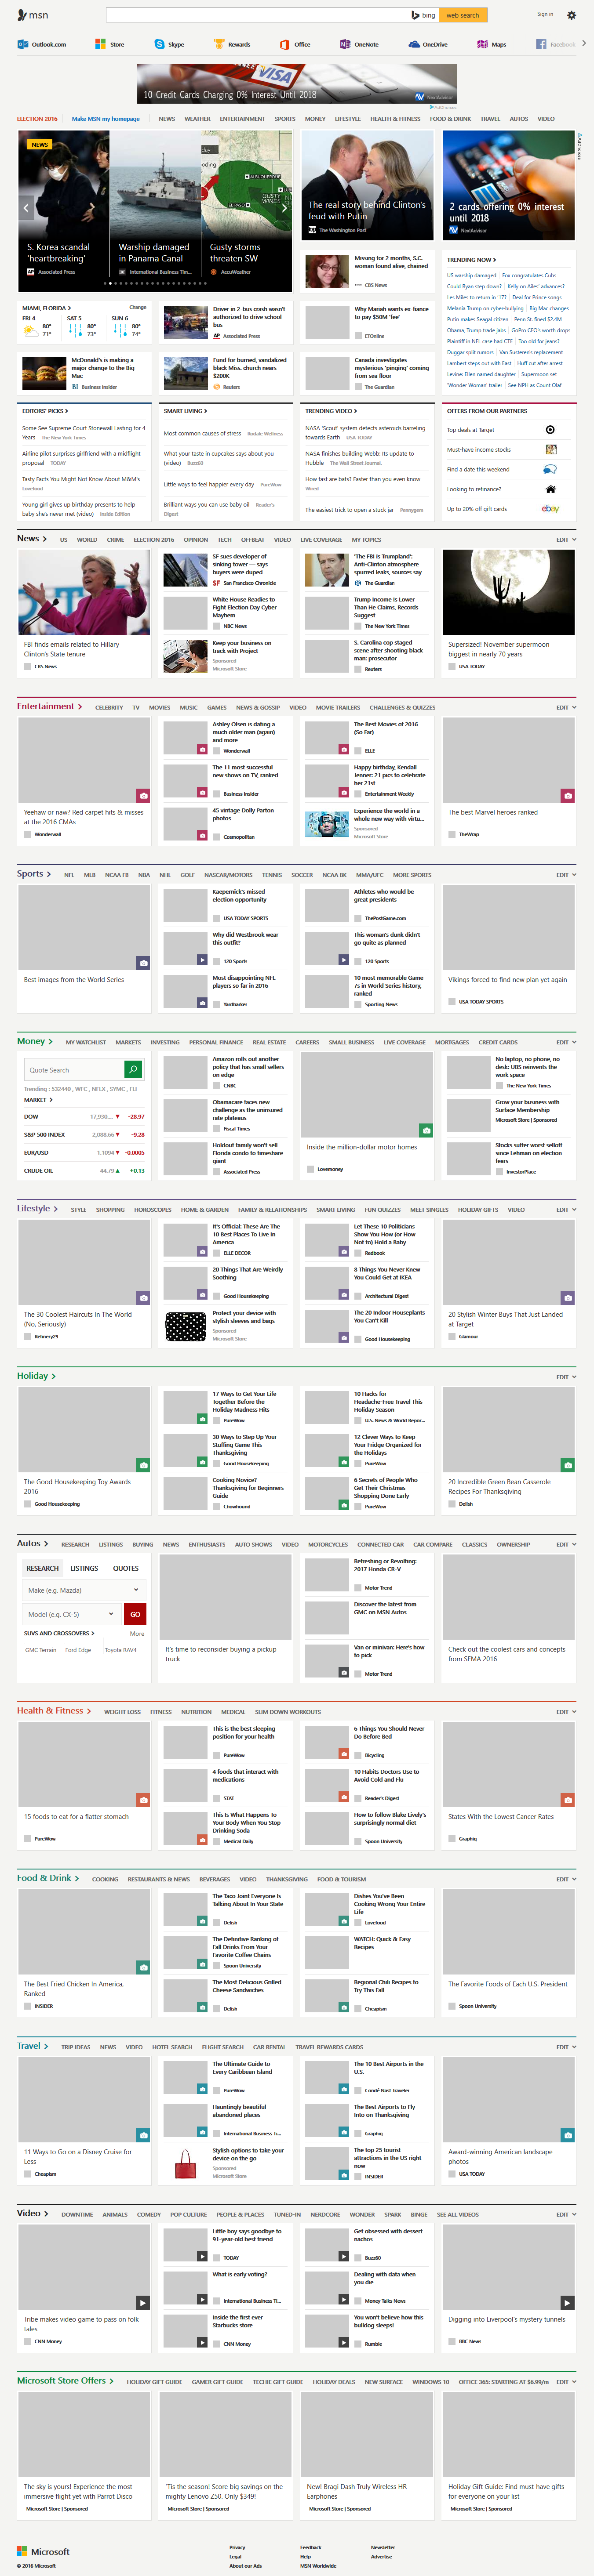 msn
bing
web search
Sign in
Outlook.com
Store
Skype
Rewards
Office
OneNote
OneDrive
Maps
Facebook
VISA
10 Credit Cards Charging 0% Interest Until 2018
NextAdvisor
AdChoices
ELECTION 2016
Make MSN my homepage
NEWS WEATHER ENTERTAINMENT SPORTS MONEY LIFESTYLE HEALTH & FITNESS FOOD & DRINK TRAVEL AUTOS VIDEO
NEWS
S. Korea scandal
'heartbreaking'
Associated Press
Warship damaged
in Panama Canal
International Business Tim...
ALBUQUERQUE
EL PASO
GUSTY
WINDS
Gusty storms
threaten SW
AccuWeather
The real story behind Clinton's
feud with Putin
The Washington Post
2 cards offering 0% interest
until 2018
NextAdvisor
AdChoices
Missing for 2 months, S.C.
woman found alive, chained
CBS News
TRENDING NOW
US warship damaged
Fox congratulates Cubs
Could Ryan step down?
Kelly on Ailes' advances?
Les Miles to return in '17?
Deal for Prince songs
Melania Trump on cyber-bullying
Big Mac changes
Putin makes Seagal citizen
Penn St. fined $2.4M
Obama, Trump trade jabs
GoPro CEO's worth drops
Plaintiff in NFL case had CTE
Too old for jeans?
Duggar split rumors
Van Susteren's replacement
Lambert steps out with East
Huff cut after arrest
Levine: Ellen named daughter
Supermoon set
'Wonder Woman' trailer
See NPH as Count Olaf
MIAMI, FLORIDA
Change
FRI 4
80°
71°
SAT 5
80°
73°
SUN 6
80°
74°
Driver in 2-bus crash wasn't
authorized to drive school
bus
Associated Press
Why Mariah wants ex-fiance
to pay $50M 'fee'
ETOnline
McDonald's is making a
major change to the Big
Mac
Business Insider
Fund for burned, vandalized
black Miss. church nears
$200K
Reuters
Canada investigates
mysterious 'pinging' coming
from sea floor
The Guardian
EDITORS' PICKS
Some See Supreme Court Stonewall Lasting for 4
Years The New York Times
Airline pilot surprises girlfriend with a midflight
proposal TODAY
Tasty Facts You Might Not Know About M&M's
Lovefood
Young girl gives up birthday presents to help
baby she's never met (video) Inside Edition
SMART LIVING
Most common causes of stress Rodale Wellness
What your taste in cupcakes says about you
(video) Buzz60
Little ways to feel happier every day PureWow
Brilliant ways you can use baby oil Reader's
Digest
TRENDING VIDEO
NASA 'Scout' system detects asteroids barreling
towards Earth USA TODAY
NASA finishes building Webb: Its update to
Hubble The Wall Street Journal.
How fast are bats? Faster than you even know
Wired
The easiest trick to open a stuck jar Pennygem
OFFERS FROM OUR PARTNERS
Top deals at Target
Must-have income stocks
Find a date this weekend
Looking to refinance?
Up to 20% off gift cards
ebay
News
US WORLD CRIME ELECTION 2016 OPINION TECH OFFBEAT VIDEO LIVE COVERAGE MY TOPICS
EDIT
FBI finds emails related to Hillary
Clinton's State tenure
CBS News
SF sues developer of
sinking tower — says
buyers were duped
San Francisco Chronicle
White House Readies to
Fight Election Day Cyber
Mayhem
NBC News
Keep your business on
track with Project
Sponsored
Microsoft Store
'The FBI is Trumpland':
Anti-Clinton atmosphere
spurred leaks, sources say
The Guardian
Trump Income Is Lower
Than He Claims, Records
Suggest
The New York Times
S. Carolina cop staged
scene after shooting black
man: prosecutor
Reuters
Supersized! November supermoon
biggest in nearly 70 years
USA TODAY
Entertainment
CELEBRITY TV MOVIES MUSIC GAMES NEWS & GOSSIP VIDEO MOVIE TRAILERS CHALLENGES & QUIZZES
EDIT
Yeehaw or naw? Red carpet hits & misses
at the 2016 CMAs
Wonderwall
Ashley Olsen is dating a
much older man (again)
and more
Wonderwall
The 11 most successful
new shows on TV, ranked
Business Insider
45 vintage Dolly Parton
photos
Cosmopolitan
The Best Movies of 2016
(So Far)
ELLE
Happy birthday, Kendall
Jenner: 21 pics to celebrate
her 21st
Entertainment Weekly
Experience the world in a
whole new way with virtu...
Sponsored
Microsoft Store
The best Marvel heroes ranked
TheWrap
Sports
NFL MLB NCAA FB NBA NHL GOLF NASCAR/MOTORS TENNIS SOCCER NCAA BK MMA/UFC MORE SPORTS
EDIT
Best images from the World Series
Kaepernick's missed
election opportunity
USA TODAY SPORTS
Why did Westbrook wear
this outfit?
120 Sports
Most disappointing NFL
players so far in 2016
Yardbarker
Athletes who would be
great presidents
ThePostGame.com
This woman's dunk didn't
go quite as planned
120 Sports
10 most memorable Game
7s in World Series history,
ranked
Sporting News
Vikings forced to find new plan yet again
USA TODAY SPORTS
Money
MY WATCHLIST MARKETS INVESTING PERSONAL FINANCE REAL ESTATE CAREERS SMALL BUSINESS LIVE COVERAGE MORTGAGES CREDIT CARDS
EDIT
Quote Search
Trending : 532440 , WFC , NFLX , SYMC , FLI
MARKET
DOW 17,930.... -28.97
S&P 500 INDEX 2,088.66 -9.28
EUR/USD 1.1094 -0.0005
CRUDE OIL 44.79 +0.13
Amazon rolls out another
policy that has small sellers
on edge
CNBC
Obamacare faces new
challenge as the uninsured
rate plateaus
Fiscal Times
Holdout family won't sell
Florida condo to timeshare
giant
Associated Press
Inside the million-dollar motor homes
Lovemoney
No laptop, no phone, no
desk: UBS reinvents the
work space
The New York Times
Grow your business with
Surface Membership
Microsoft Store | Sponsored
Stocks suffer worst selloff
since Lehman on election
fears
InvestorPlace
Lifestyle
STYLE SHOPPING HOROSCOPES HOME & GARDEN FAMILY & RELATIONSHIPS SMART LIVING FUN QUIZZES MEET SINGLES HOLIDAY GIFTS VIDEO
EDIT
The 30 Coolest Haircuts In The World
(No, Seriously)
Refinery29
It's Official: These Are The
10 Best Places To Live In
America
ELLE DECOR
20 Things That Are Weirdly
Soothing
Good Housekeeping
Protect your device with
stylish sleeves and bags
Sponsored
Microsoft Store
Let These 10 Politicians
Show You How (or How
Not to) Hold a Baby
Redbook
8 Things You Never Knew
You Could Get at IKEA
Architectural Digest
The 20 Indoor Houseplants
You Can't Kill
Good Housekeeping
20 Stylish Winter Buys That Just Landed
at Target
Glamour
Holiday
EDIT
The Good Housekeeping Toy Awards
2016
Good Housekeeping
17 Ways to Get Your Life
Together Before the
Holiday Madness Hits
PureWow
30 Ways to Step Up Your
Stuffing Game This
Thanksgiving
Good Housekeeping
Cooking Novice?
Thanksgiving for Beginners
Guide
Chowhound
10 Hacks for
Headache-Free Travel This
Holiday Season
U.S. News & World Repor...
12 Clever Ways to Keep
Your Fridge Organized for
the Holidays
PureWow
6 Secrets of People Who
Get Their Christmas
Shopping Done Early
PureWow
20 Incredible Green Bean Casserole
Recipes For Thanksgiving
Delish
Autos
RESEARCH LISTINGS BUYING NEWS ENTHUSIASTS AUTO SHOWS VIDEO MOTORCYCLES CONNECTED CAR CAR COMPARE CLASSICS OWNERSHIP
EDIT
RESEARCH LISTINGS QUOTES
Make (e.g. Mazda)
Model (e.g. CX-5)
GO
SUVS AND CROSSOVERS
More
GMC Terrain Ford Edge Toyota RAV4
It's time to reconsider buying a pickup
truck
Refreshing or Revolting:
2017 Honda CR-V
Motor Trend
Discover the latest from
GMC on MSN Autos
Van or minivan: Here's how
to pick
Motor Trend
Check out the coolest cars and concepts
from SEMA 2016
Health & Fitness
WEIGHT LOSS FITNESS NUTRITION MEDICAL SLIM DOWN WORKOUTS
EDIT
15 foods to eat for a flatter stomach
PureWow
This is the best sleeping
position for your health
PureWow
4 foods that interact with
medications
STAT
This Is What Happens To
Your Body When You Stop
Drinking Soda
Medical Daily
6 Things You Should Never
Do Before Bed
Bicycling
10 Habits Doctors Use to
Avoid Cold and Flu
Reader's Digest
How to follow Blake Lively's
surprisingly normal diet
Spoon University
States With the Lowest Cancer Rates
Graphiq
Food & Drink
COOKING RESTAURANTS & NEWS BEVERAGES VIDEO THANKSGIVING FOOD & TOURISM
EDIT
The Best Fried Chicken In America,
Ranked
INSIDER
The Taco Joint Everyone Is
Talking About In Your State
Delish
The Definitive Ranking of
Fall Drinks From Your
Favorite Coffee Chains
Spoon University
The Most Delicious Grilled
Cheese Sandwiches
Delish
Dishes You've Been
Cooking Wrong Your Entire
Life
Lovefood
WATCH: Quick & Easy
Recipes
Regional Chili Recipes to
Try This Fall
Cheapism
The Favorite Foods of Each U.S. President
Spoon University
Travel
TRIP IDEAS NEWS VIDEO HOTEL SEARCH FLIGHT SEARCH CAR RENTAL TRAVEL REWARDS CARDS
EDIT
11 Ways to Go on a Disney Cruise for
Less
Cheapism
The Ultimate Guide to
Every Caribbean Island
PureWow
Hauntingly beautiful
abandoned places
International Business Ti...
Stylish options to take your
device on the go
Sponsored
Microsoft Store
The 10 Best Airports in the
U.S.
Condé Nast Traveler
The Best Airports to Fly
Into on Thanksgiving
Graphiq
The top 25 tourist
attractions in the US right
now
INSIDER
Award-winning American landscape
photos
USA TODAY
Video
DOWNTIME ANIMALS COMEDY POP CULTURE PEOPLE & PLACES TUNED-IN NERDCORE WONDER SPARK BINGE SEE ALL VIDEOS
EDIT
Tribe makes video game to pass on folk
tales
CNN Money
Little boy says goodbye to
91-year-old best friend
TODAY
What is early voting?
International Business Ti...
Inside the first ever
Starbucks store
CNN Money
Get obsessed with dessert
nachos
Buzz60
Dealing with data when
you die
Money Talks News
You won't believe how this
bulldog sleeps!
Rumble
Digging into Liverpool's mystery tunnels
BBC News
Microsoft Store Offers
HOLIDAY GIFT GUIDE GAMER GIFT GUIDE TECHIE GIFT GUIDE HOLIDAY DEALS NEW SURFACE WINDOWS 10 OFFICE 365: STARTING AT $6.99/m
EDIT
The sky is yours! Experience the most
immersive flight yet with Parrot Disco
Microsoft Store | Sponsored
'Tis the season! Score big savings on the
mighty Lenovo Z50. Only $349!
Microsoft Store | Sponsored
New! Bragi Dash Truly Wireless HR
Earphones
Microsoft Store | Sponsored
Holiday Gift Guide: Find must-have gifts
for everyone on your list
Microsoft Store | Sponsored
Microsoft
© 2016 Microsoft
Privacy
Legal
About our Ads
Feedback
Help
MSN Worldwide
Newsletter
Advertise